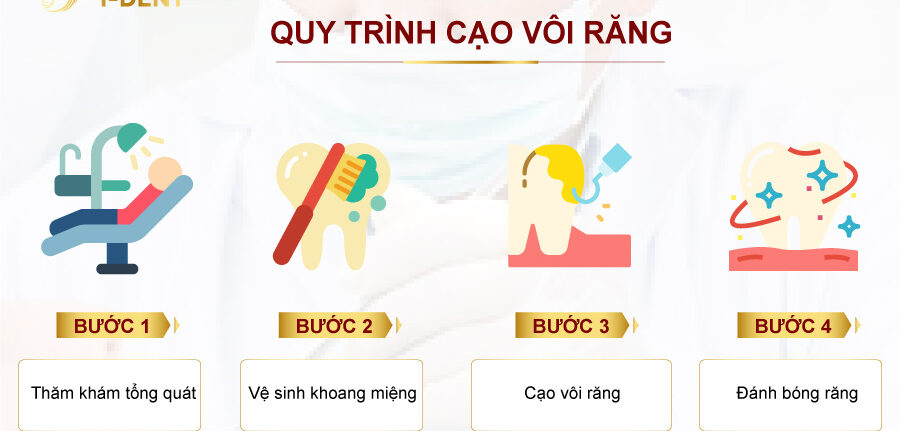 I-DENT
QUY TRÌNH CẠO VÔI RĂNG
BƯỚC 1
BƯỚC 2
BƯỚC 3
BƯỚC 4
Thăm khám tổng quát
Vệ sinh khoang miệng
Cạo vôi răng
Đánh bóng răng